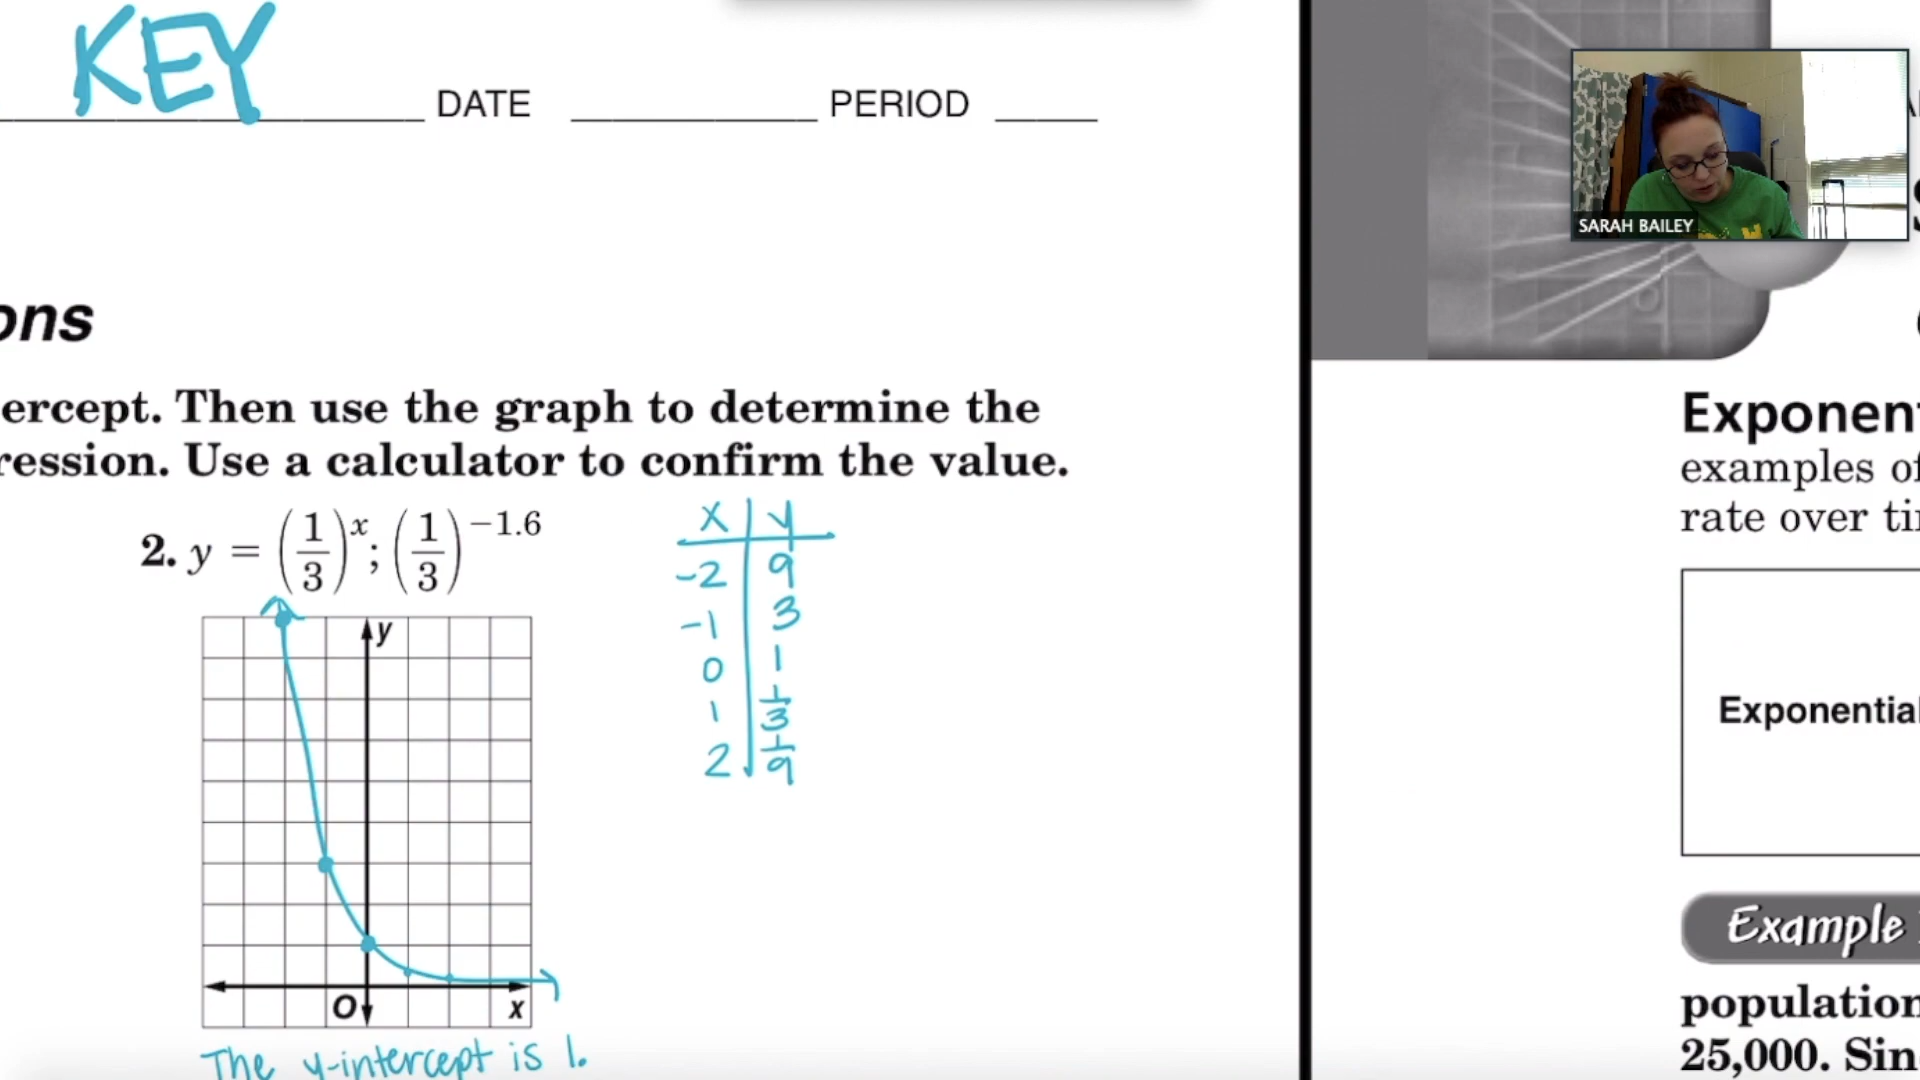 KEY
DATE PERIOD
SARAH BAILEY
ons
ercept. Then use the graph to determine the
ression. Use a calculator to confirm the value.
2. y = (1/3)^x; (1/3)^−1.6
x | y
-2 | 9
-1 | 3
0 | 1
1 | 1/3
2 | 1/9
y
O x
The y-intercept is 1.
Exponen
examples of
rate over ti
Exponential
Example
population
25,000. Sin